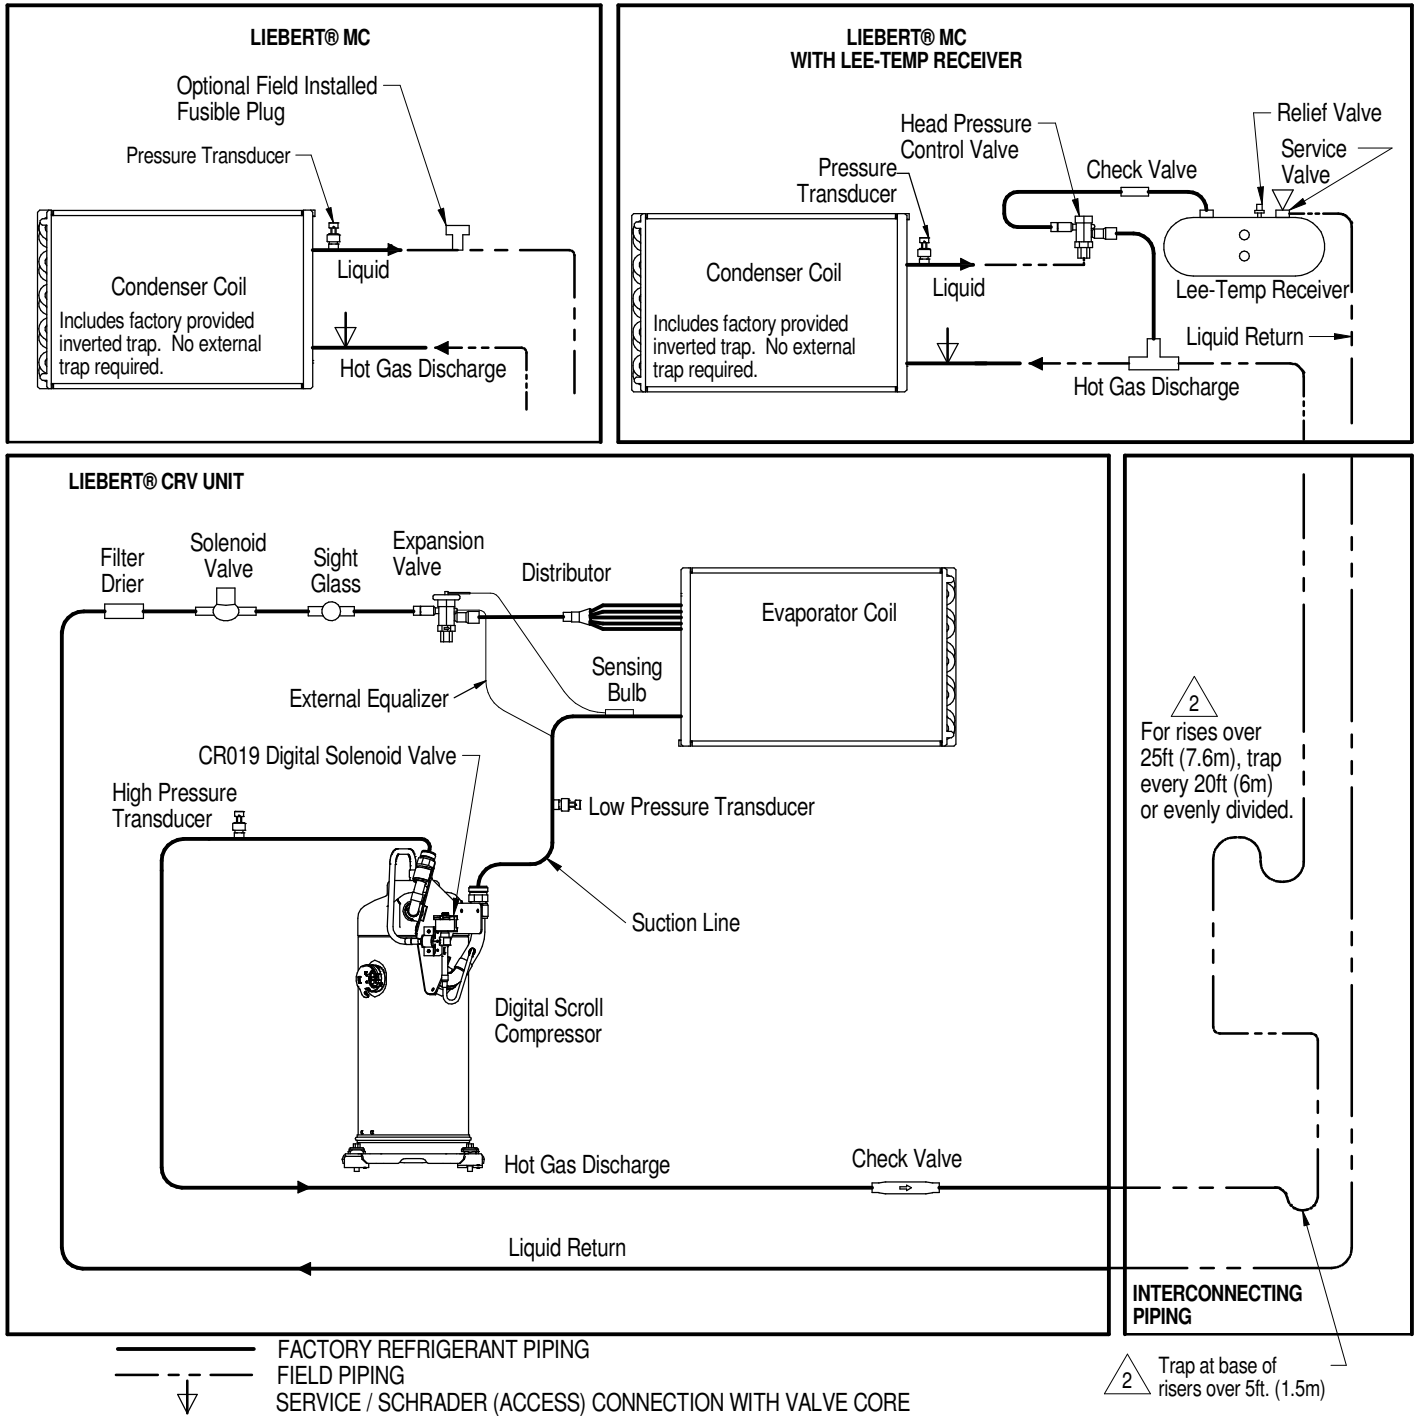 LIEBERT® MC
Optional Field Installed
Fusible Plug
Pressure Transducer
Liquid
Condenser Coil
Includes factory provided
inverted trap. No external
trap required.
Hot Gas Discharge
LIEBERT® MC
WITH LEE-TEMP RECEIVER
Relief Valve
Head Pressure
Control Valve
Service
Valve
Check Valve
Pressure
Transducer
Condenser Coil
Liquid
Lee-Temp Receiver
Includes factory provided
inverted trap. No external
trap required.
Liquid Return
Hot Gas Discharge
LIEBERT® CRV UNIT
Filter
Drier
Solenoid
Valve
Sight
Glass
Expansion
Valve
Distributor
Evaporator Coil
Sensing
Bulb
External Equalizer
CR019 Digital Solenoid Valve
High Pressure
Transducer
Low Pressure Transducer
Suction Line
Digital Scroll
Compressor
Hot Gas Discharge
Check Valve
Liquid Return
2
For rises over
25ft (7.6m), trap
every 20ft (6m)
or evenly divided.
INTERCONNECTING
PIPING
2
Trap at base of
risers over 5ft. (1.5m)
FACTORY REFRIGERANT PIPING
FIELD PIPING
SERVICE / SCHRADER (ACCESS) CONNECTION WITH VALVE CORE